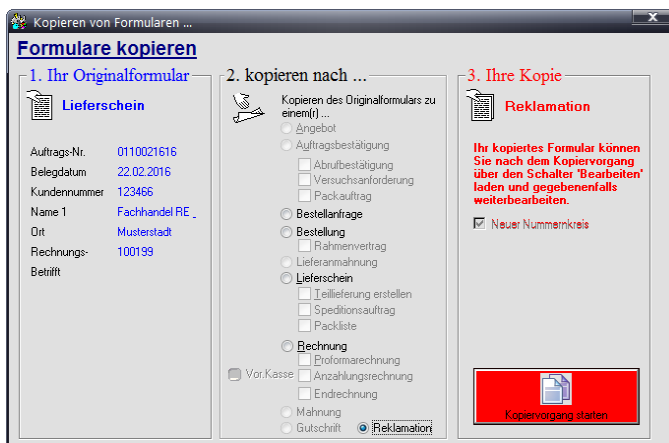 Kopieren von Formularen ...
Formulare kopieren
1. Ihr Originalformular
Lieferschein
Auftrags-Nr. 0110021616
Belegdatum 22.02.2016
Kundennummer 123466
Name 1 Fachhandel RE _
Ort Musterstadt
Rechnungs- 100199
Betrifft
2. kopieren nach ...
Kopieren des Originalformulars zu
einem(r) ...
Angebot
Auftragsbestätigung
Abrufbestätigung
Versuchsanforderung
Packauftrag
Bestellanfrage
Bestellung
Rahmenvertrag
Lieferanmahnung
Lieferschein
Teillieferung erstellen
Speditionsauftrag
Packliste
Rechnung
Proformarechnung
Vor.Kasse Anzahlungsrechnung
Endrechnung
Mahnung
Gutschrift Reklamation
3. Ihre Kopie
Reklamation
Ihr kopiertes Formular können
Sie nach dem Kopiervorgang
über den Schalter 'Bearbeiten'
laden und gegebenenfalls
weiterbearbeiten.
Neuer Nummernkreis
Kopiervorgang starten